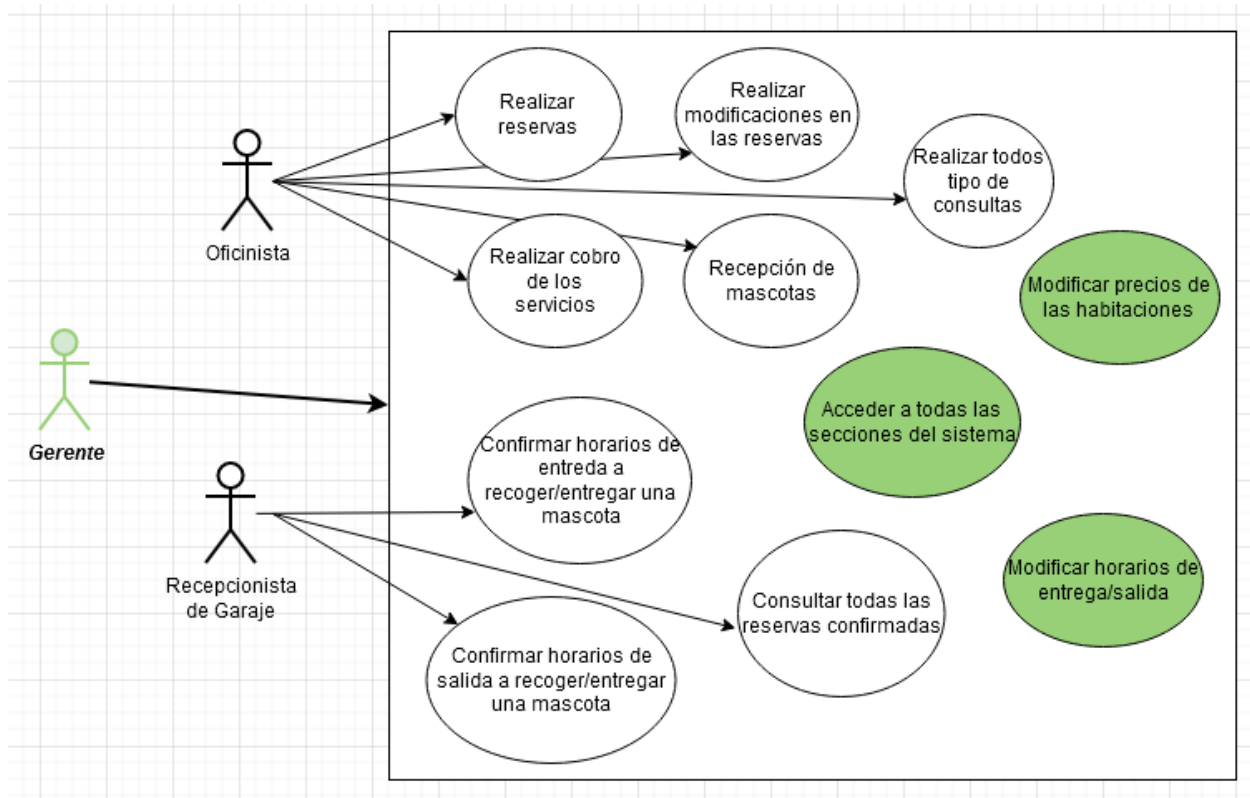 Realizar
reservas
Realizar
modificaciones en
las reservas
Realizar todos
tipo de
consultas
Oficinista
Realizar cobro
de los
servicios
Recepción de
mascotas
Modificar precios de
las habitaciones
Gerente
Acceder a todas las
secciones del sistema
Confirmar horarios de
entreda a
recoger/entregar una
mascota
Recepcionista
de Garaje
Modificar horarios de
entrega/salida
Consultar todas las
reservas confirmadas
Confirmar horarios de
salida a recoger/entregar
una mascota